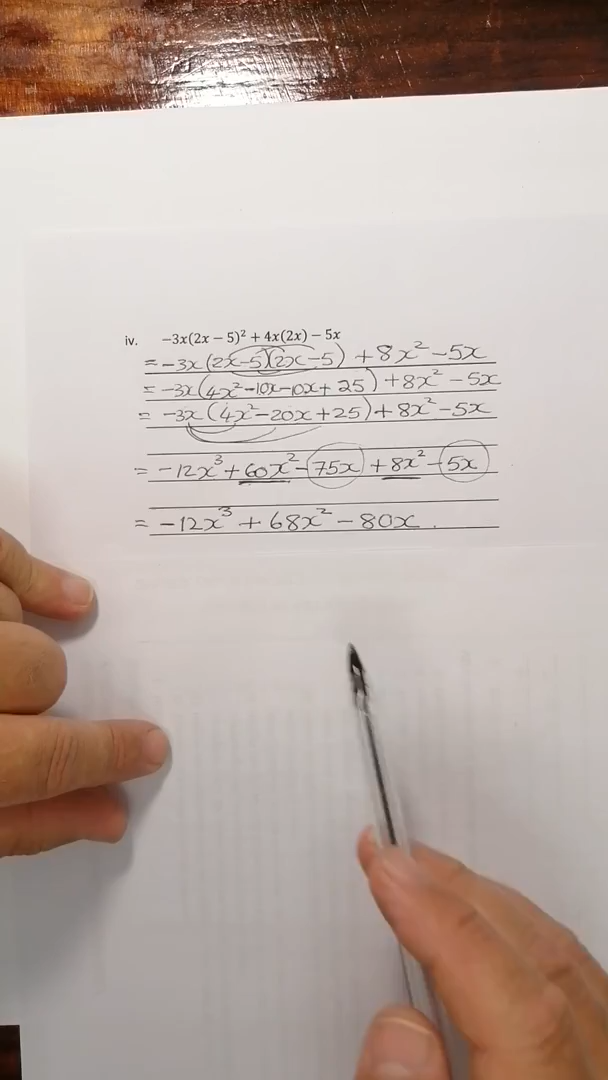 iv. −3x(2x − 5)² + 4x(2x) − 5x
= −3x(2x−5)(2x−5) + 8x² −5x
= −3x(4x²−10x−10x+25) +8x² −5x
= −3x(4x²−20x+25)+8x²−5x
= −12x³ + 60x² − 75x + 8x² − 5x
= −12x³ + 68x² − 80x .